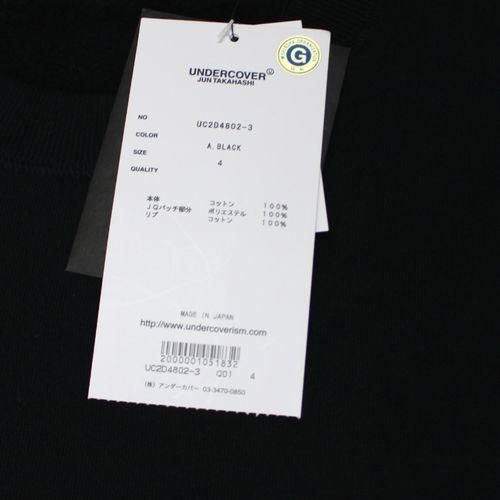 UNDERCOVER
JUN TAKAHASHI
NO UC2D4802-3
COLOR A.BLACK
SIZE 4
QUALITY
本体 コットン 100%
JQパッチ部分 ポリエステル 100%
リブ コットン 100%
MADE IN JAPAN
http://www.undercoverism.com
2000001051832
UC2D4802-3 Q01 4
(株) アンダーカバー 03-3470-0850
G